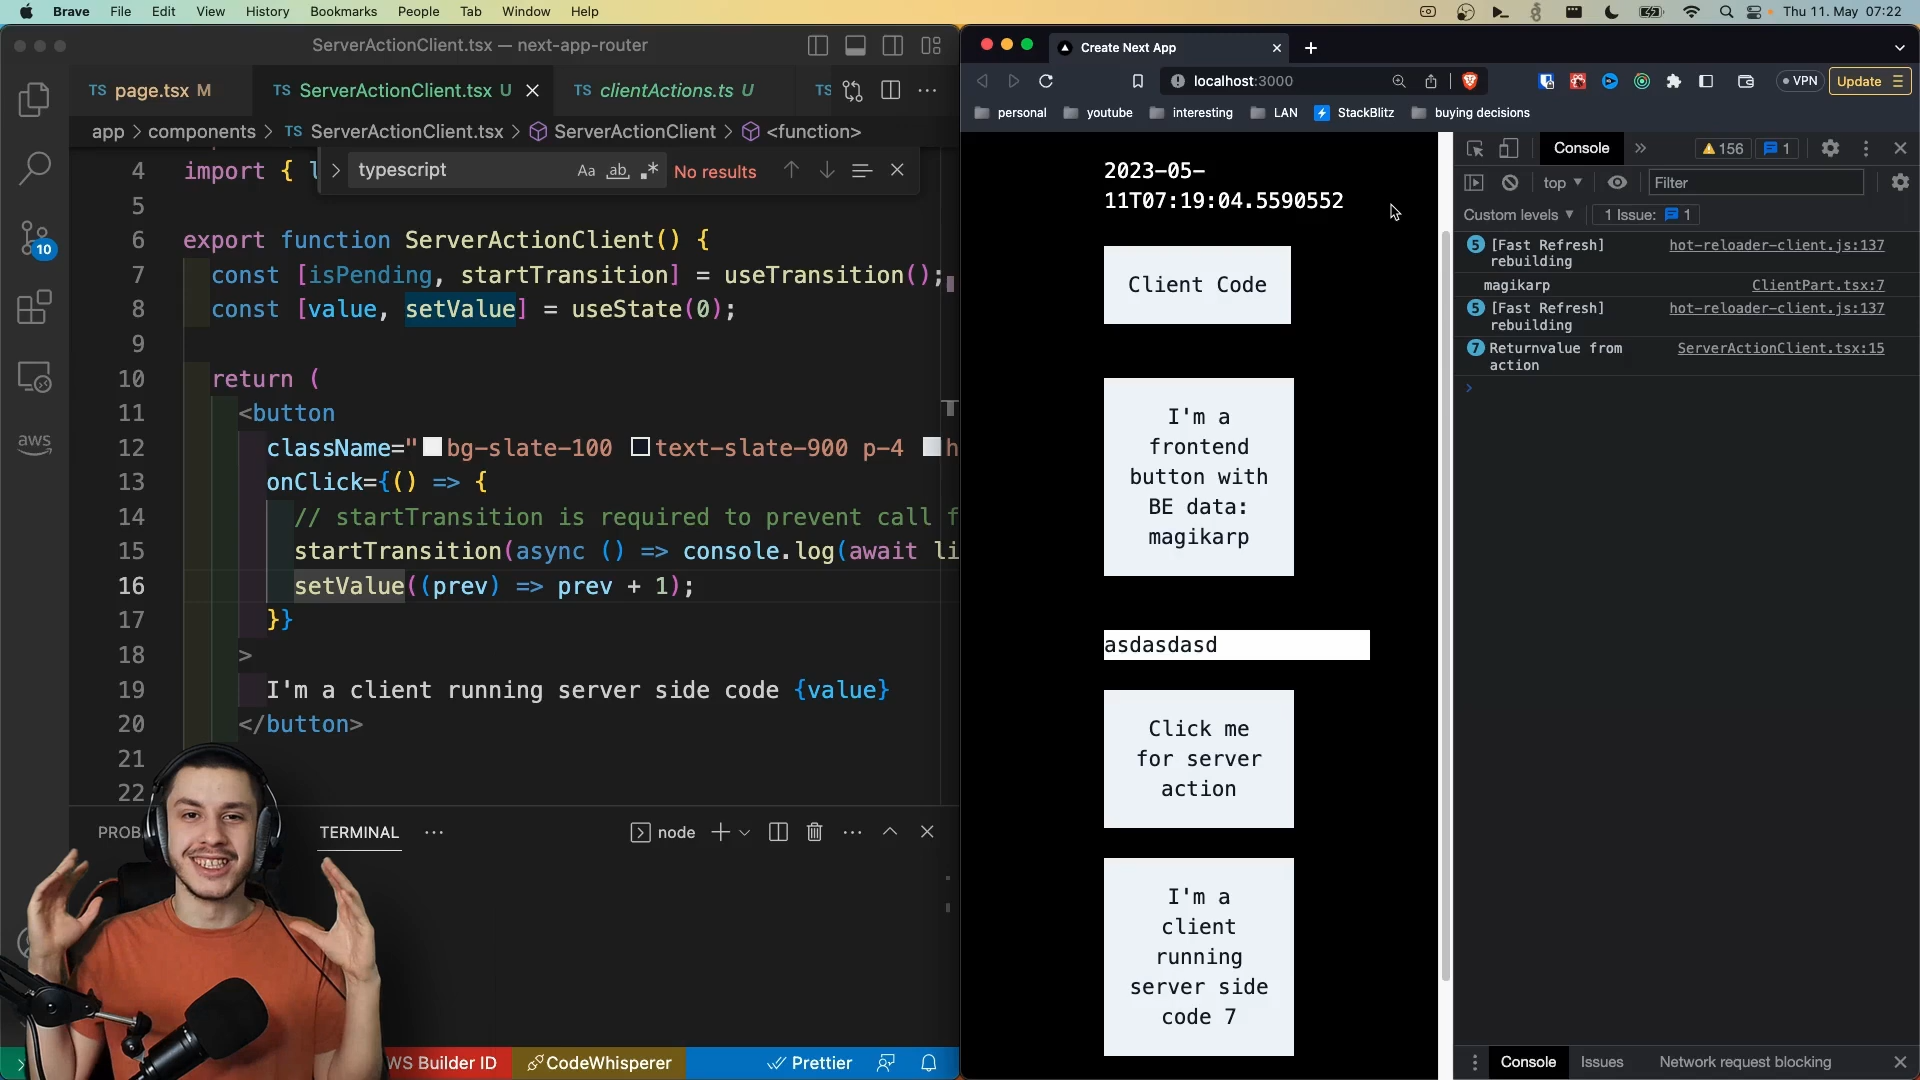 Brave File Edit View History Bookmarks People Tab Window Help
Thu 11. May 07:22
ServerActionClient.tsx — next-app-router
TS page.tsx M
TS ServerActionClient.tsx U
TS clientActions.ts U
TS
app > components > TS ServerActionClient.tsx > ServerActionClient > <function>
typescript
Aa ab .*
No results
4 import { l
5
6 export function ServerActionClient() {
7 const [isPending, startTransition] = useTransition();
8 const [value, setValue] = useState(0);
9
10 return (
11 <button
12 className=" bg-slate-100 text-slate-900 p-4 h
13 onClick={() => {
14 // startTransition is required to prevent call f
15 startTransition(async () => console.log(await li
16 setValue((prev) => prev + 1);
17 }}
18 >
19 I'm a client running server side code {value}
20 </button>
21
22
10
aws
PROB
TERMINAL
node
WS Builder ID
CodeWhisperer
Prettier
Create Next App
localhost:3000
VPN
Update
personal youtube interesting LAN StackBlitz buying decisions
2023-05-
11T07:19:04.5590552
Client Code
I'm a
frontend
button with
BE data:
magikarp
asdasdasd
Click me
for server
action
I'm a
client
running
server side
code 7
Console
156
1
top
Filter
Custom levels
1 Issue: 1
5 [Fast Refresh] hot-reloader-client.js:137
rebuilding
magikarp ClientPart.tsx:7
5 [Fast Refresh] hot-reloader-client.js:137
rebuilding
7 Returnvalue from ServerActionClient.tsx:15
action
Console Issues Network request blocking